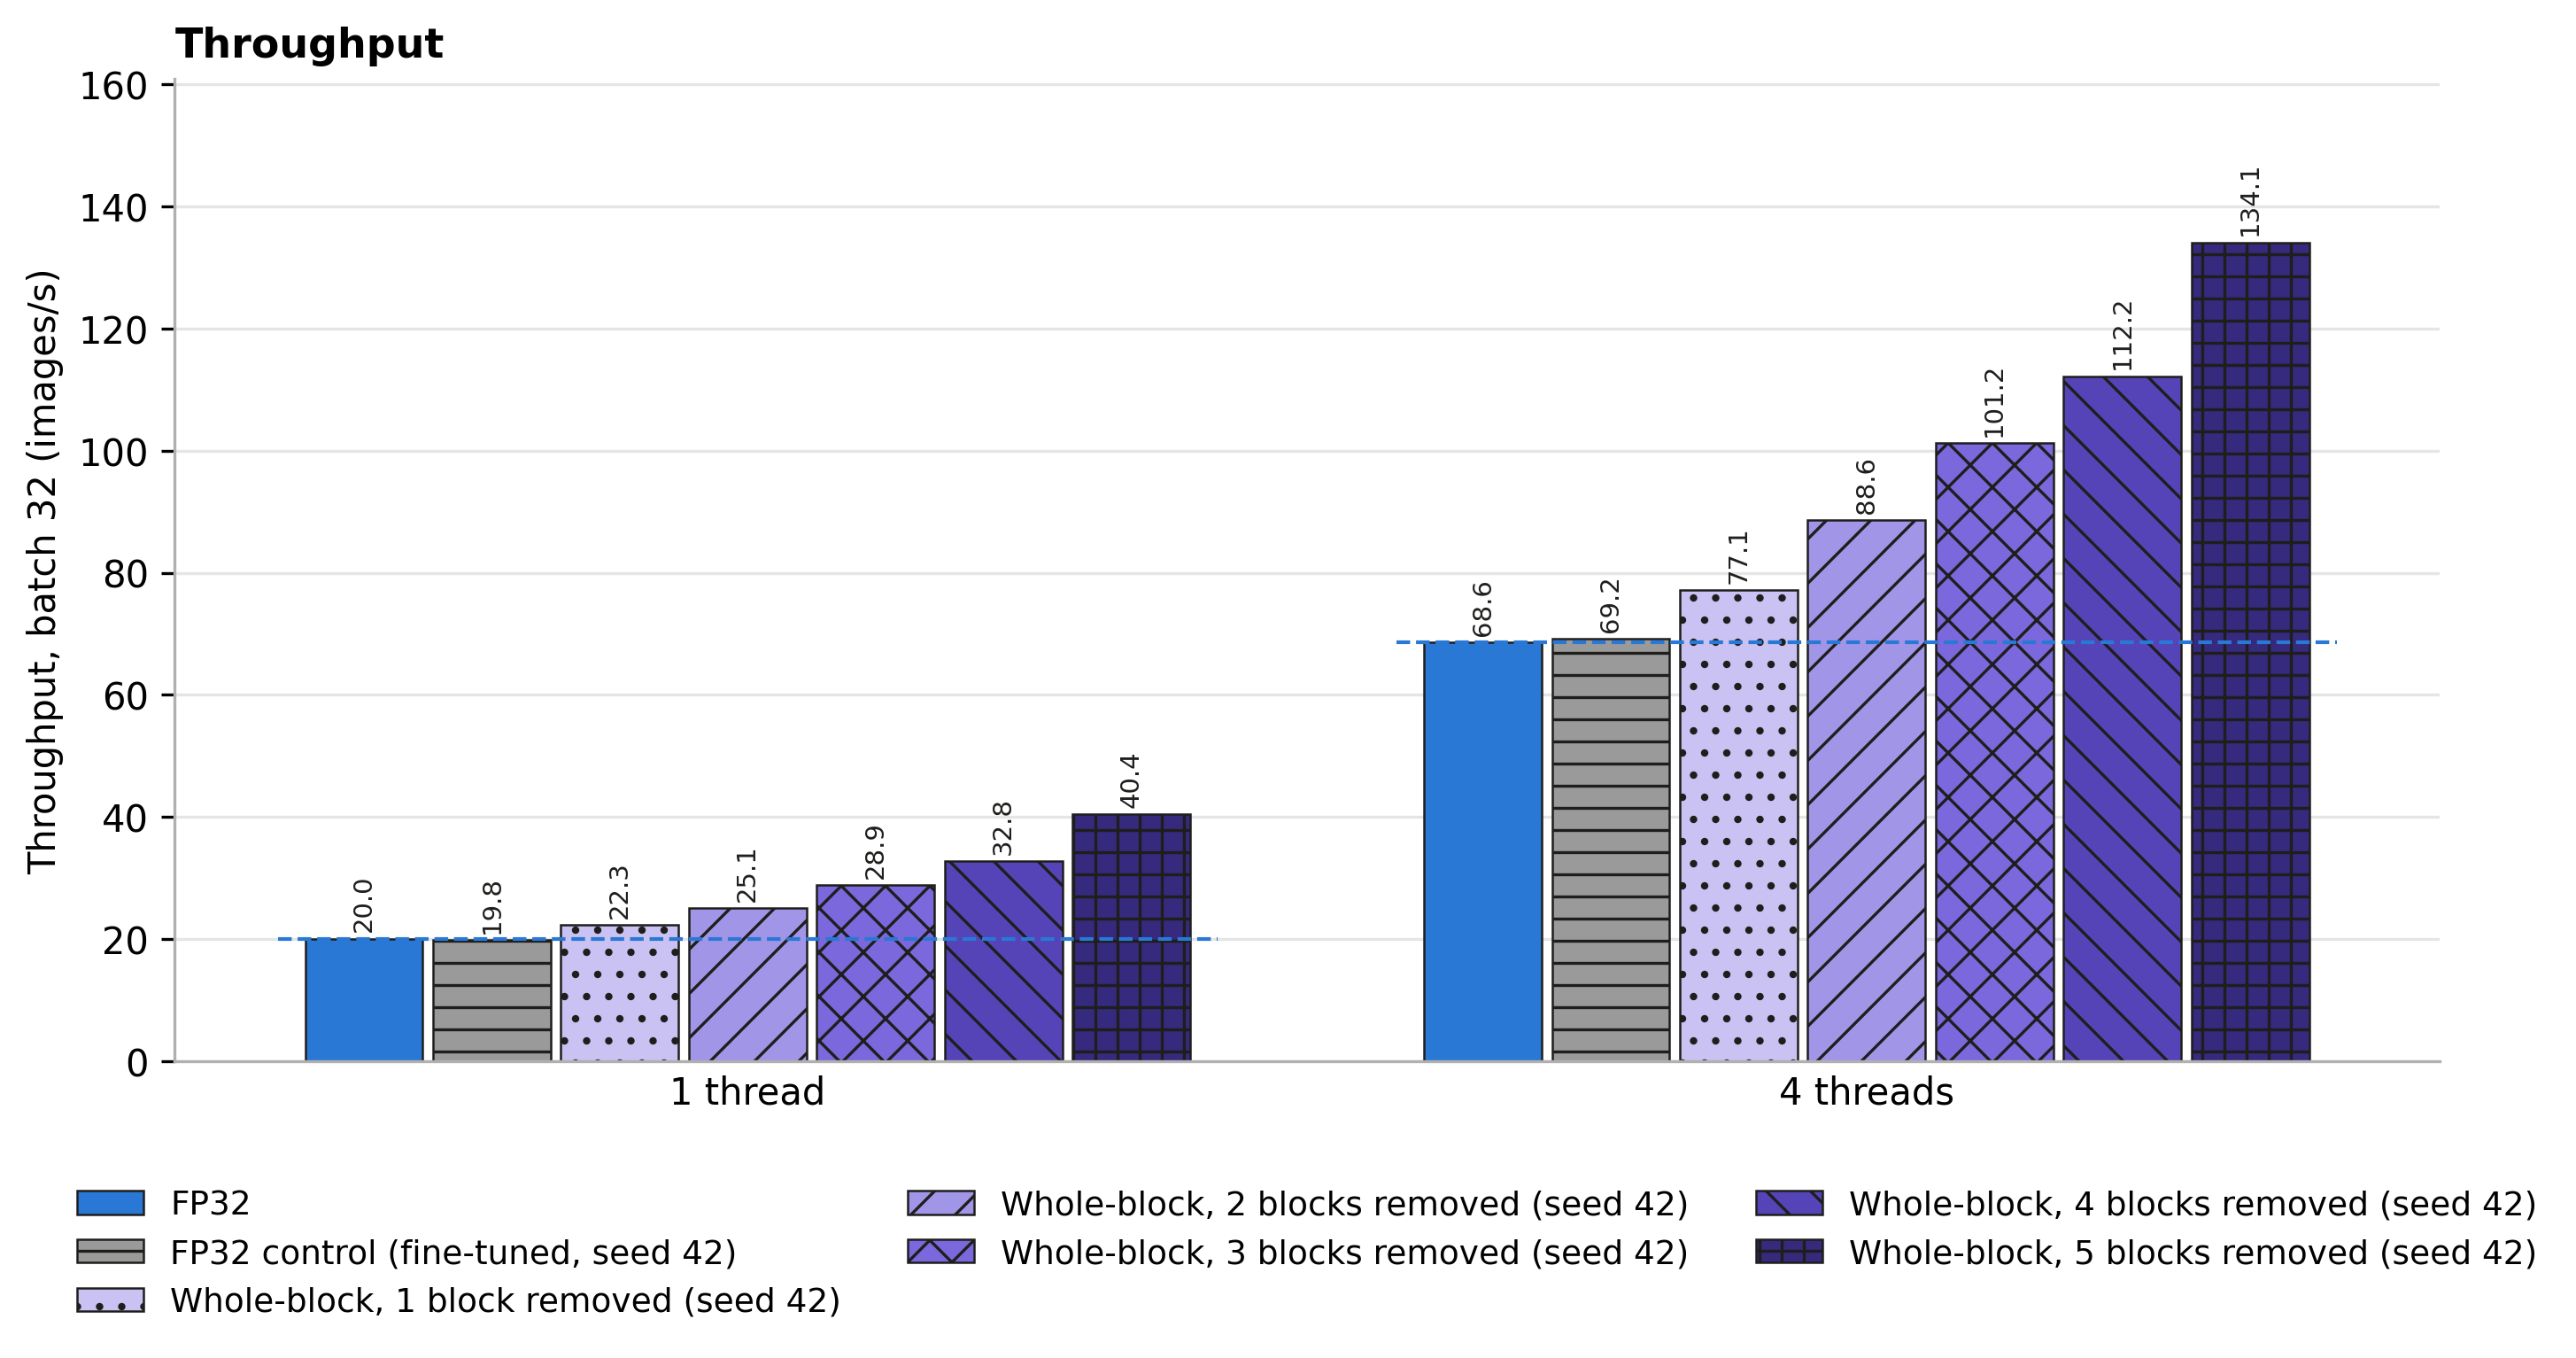 Throughput
Throughput, batch 32 (images/s)
160
140
120
100
80
60
40
20
0
20.0
19.8
22.3
25.1
28.9
32.8
40.4
68.6
69.2
77.1
88.6
101.2
112.2
134.1
1 thread
4 threads
FP32
FP32 control (fine-tuned, seed 42)
Whole-block, 1 block removed (seed 42)
Whole-block, 2 blocks removed (seed 42)
Whole-block, 3 blocks removed (seed 42)
Whole-block, 4 blocks removed (seed 42)
Whole-block, 5 blocks removed (seed 42)